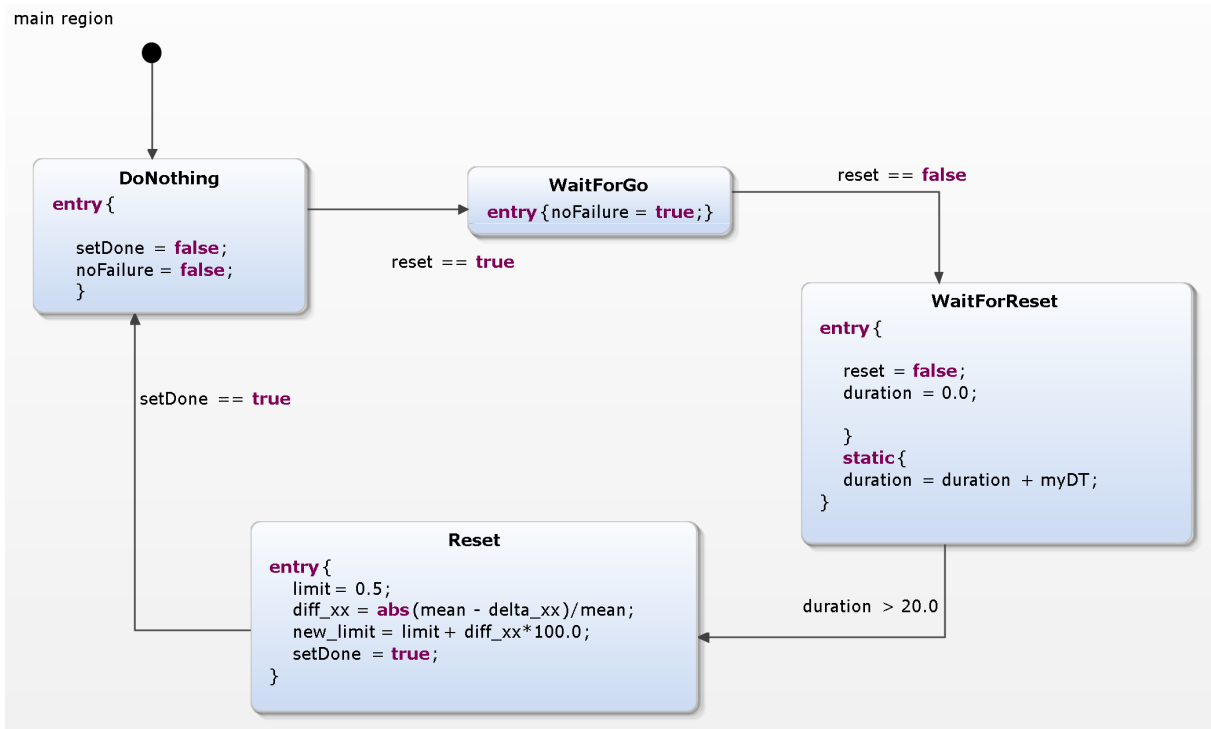 main region
DoNothing
entry{
setDone = false;
noFailure = false;
}
WaitForGo
entry{noFailure = true;}
reset == true
reset == false
WaitForReset
entry{
reset = false;
duration = 0.0;
}
static{
duration = duration + myDT;
}
duration > 20.0
Reset
entry{
limit = 0.5;
diff_xx = abs(mean - delta_xx)/mean;
new_limit = limit + diff_xx*100.0;
setDone = true;
}
setDone == true